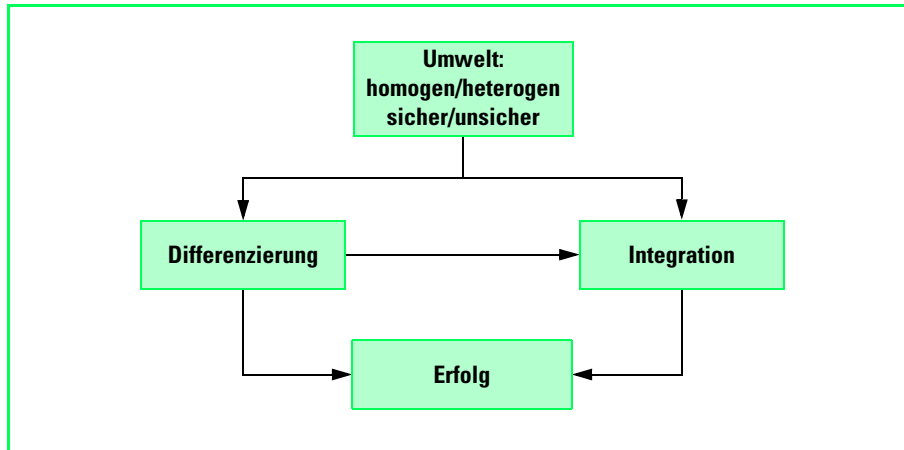 Umwelt:
homogen/heterogen
sicher/unsicher
Differenzierung
Integration
Erfolg